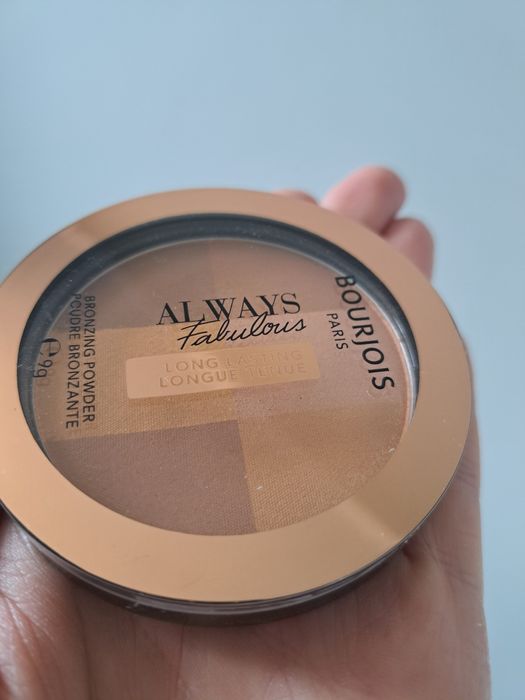 ALWAYS
Fabulous
LONG LASTING
LONGUE TENUE
BOURJOIS
PARIS
BRONZING POWDER
POUDRE BRONZANTE
℮ 9g